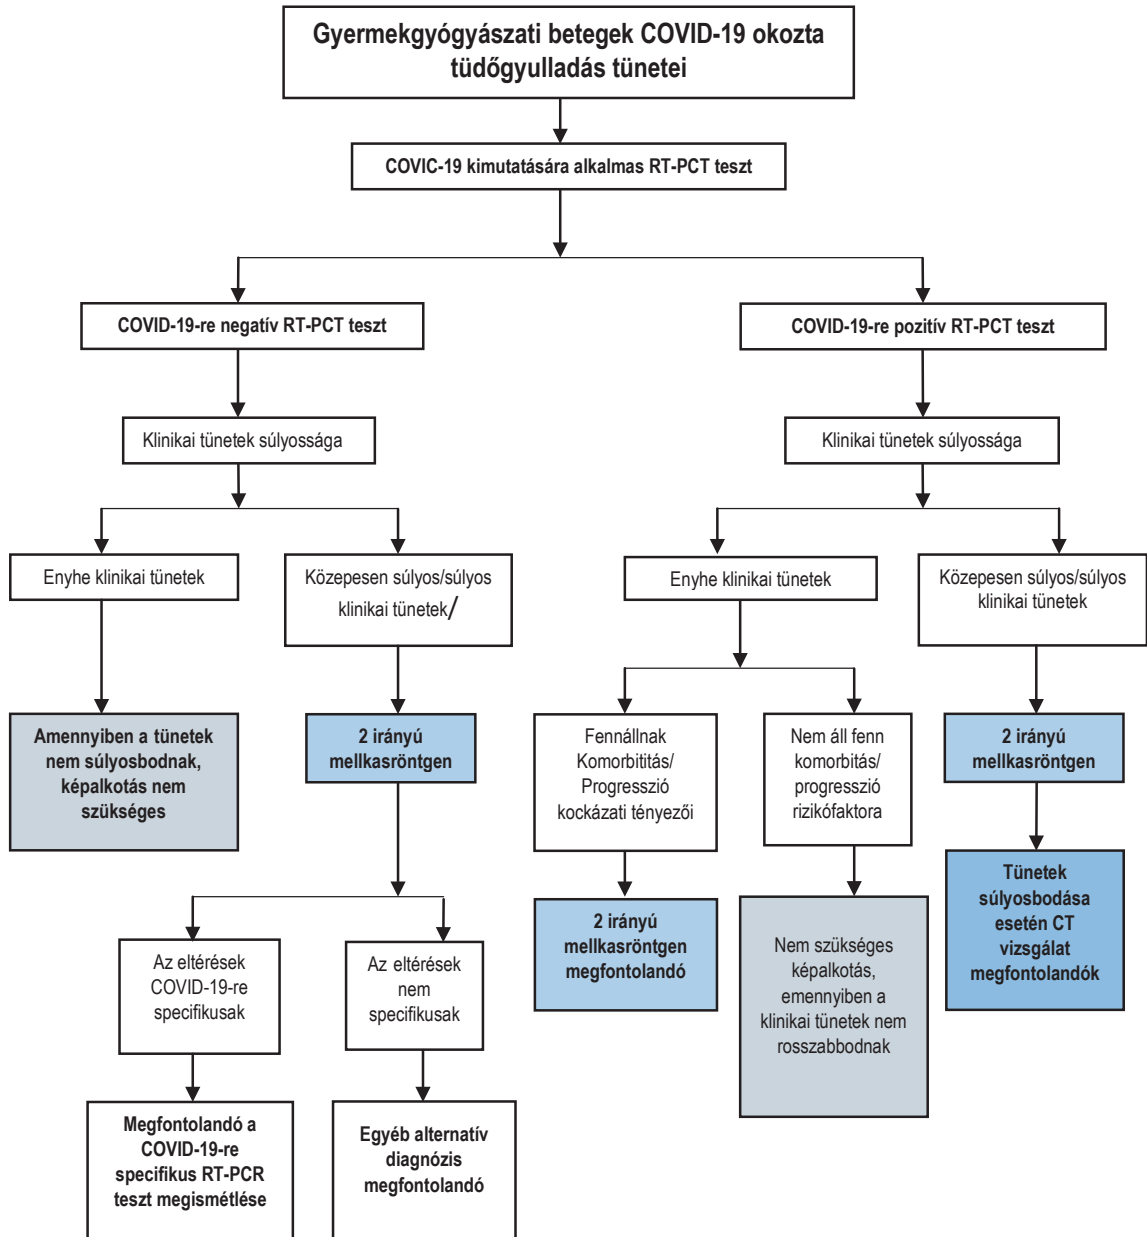 Gyermekgyógyászati betegek COVID-19 okozta
tüdőgyulladás tünetei
COVIC-19 kimutatására alkalmas RT-PCT teszt
COVID-19-re negatív RT-PCT teszt
COVID-19-re pozitív RT-PCT teszt
Klinikai tünetek súlyossága
Klinikai tünetek súlyossága
Enyhe klinikai tünetek
Közepesen súlyos/súlyos
klinikai tünetek/
Enyhe klinikai tünetek
Közepesen súlyos/súlyos
klinikai tünetek
Amennyiben a tünetek
nem súlyosbodnak,
képalkotás nem
szükséges
2 irányú
mellkasröntgen
Fennállnak
Komorbititás/
Progresszió
kockázati tényezői
Nem áll fenn
komorbitás/
progresszió
rizikófaktora
2 irányú
mellkasröntgen
Az eltérések
COVID-19-re
specifikusak
Az eltérések
nem
specifikusak
2 irányú
mellkasröntgen
megfontolandó
Nem szükséges
képalkotás,
emennyiben a
klinikai tünetek nem
rosszabbodnak
Tünetek
súlyosbodása
esetén CT
vizsgálat
megfontolandók
Megfontolandó a
COVID-19-re
specifikus RT-PCR
teszt megismétlése
Egyéb alternatív
diagnózis
megfontolandó